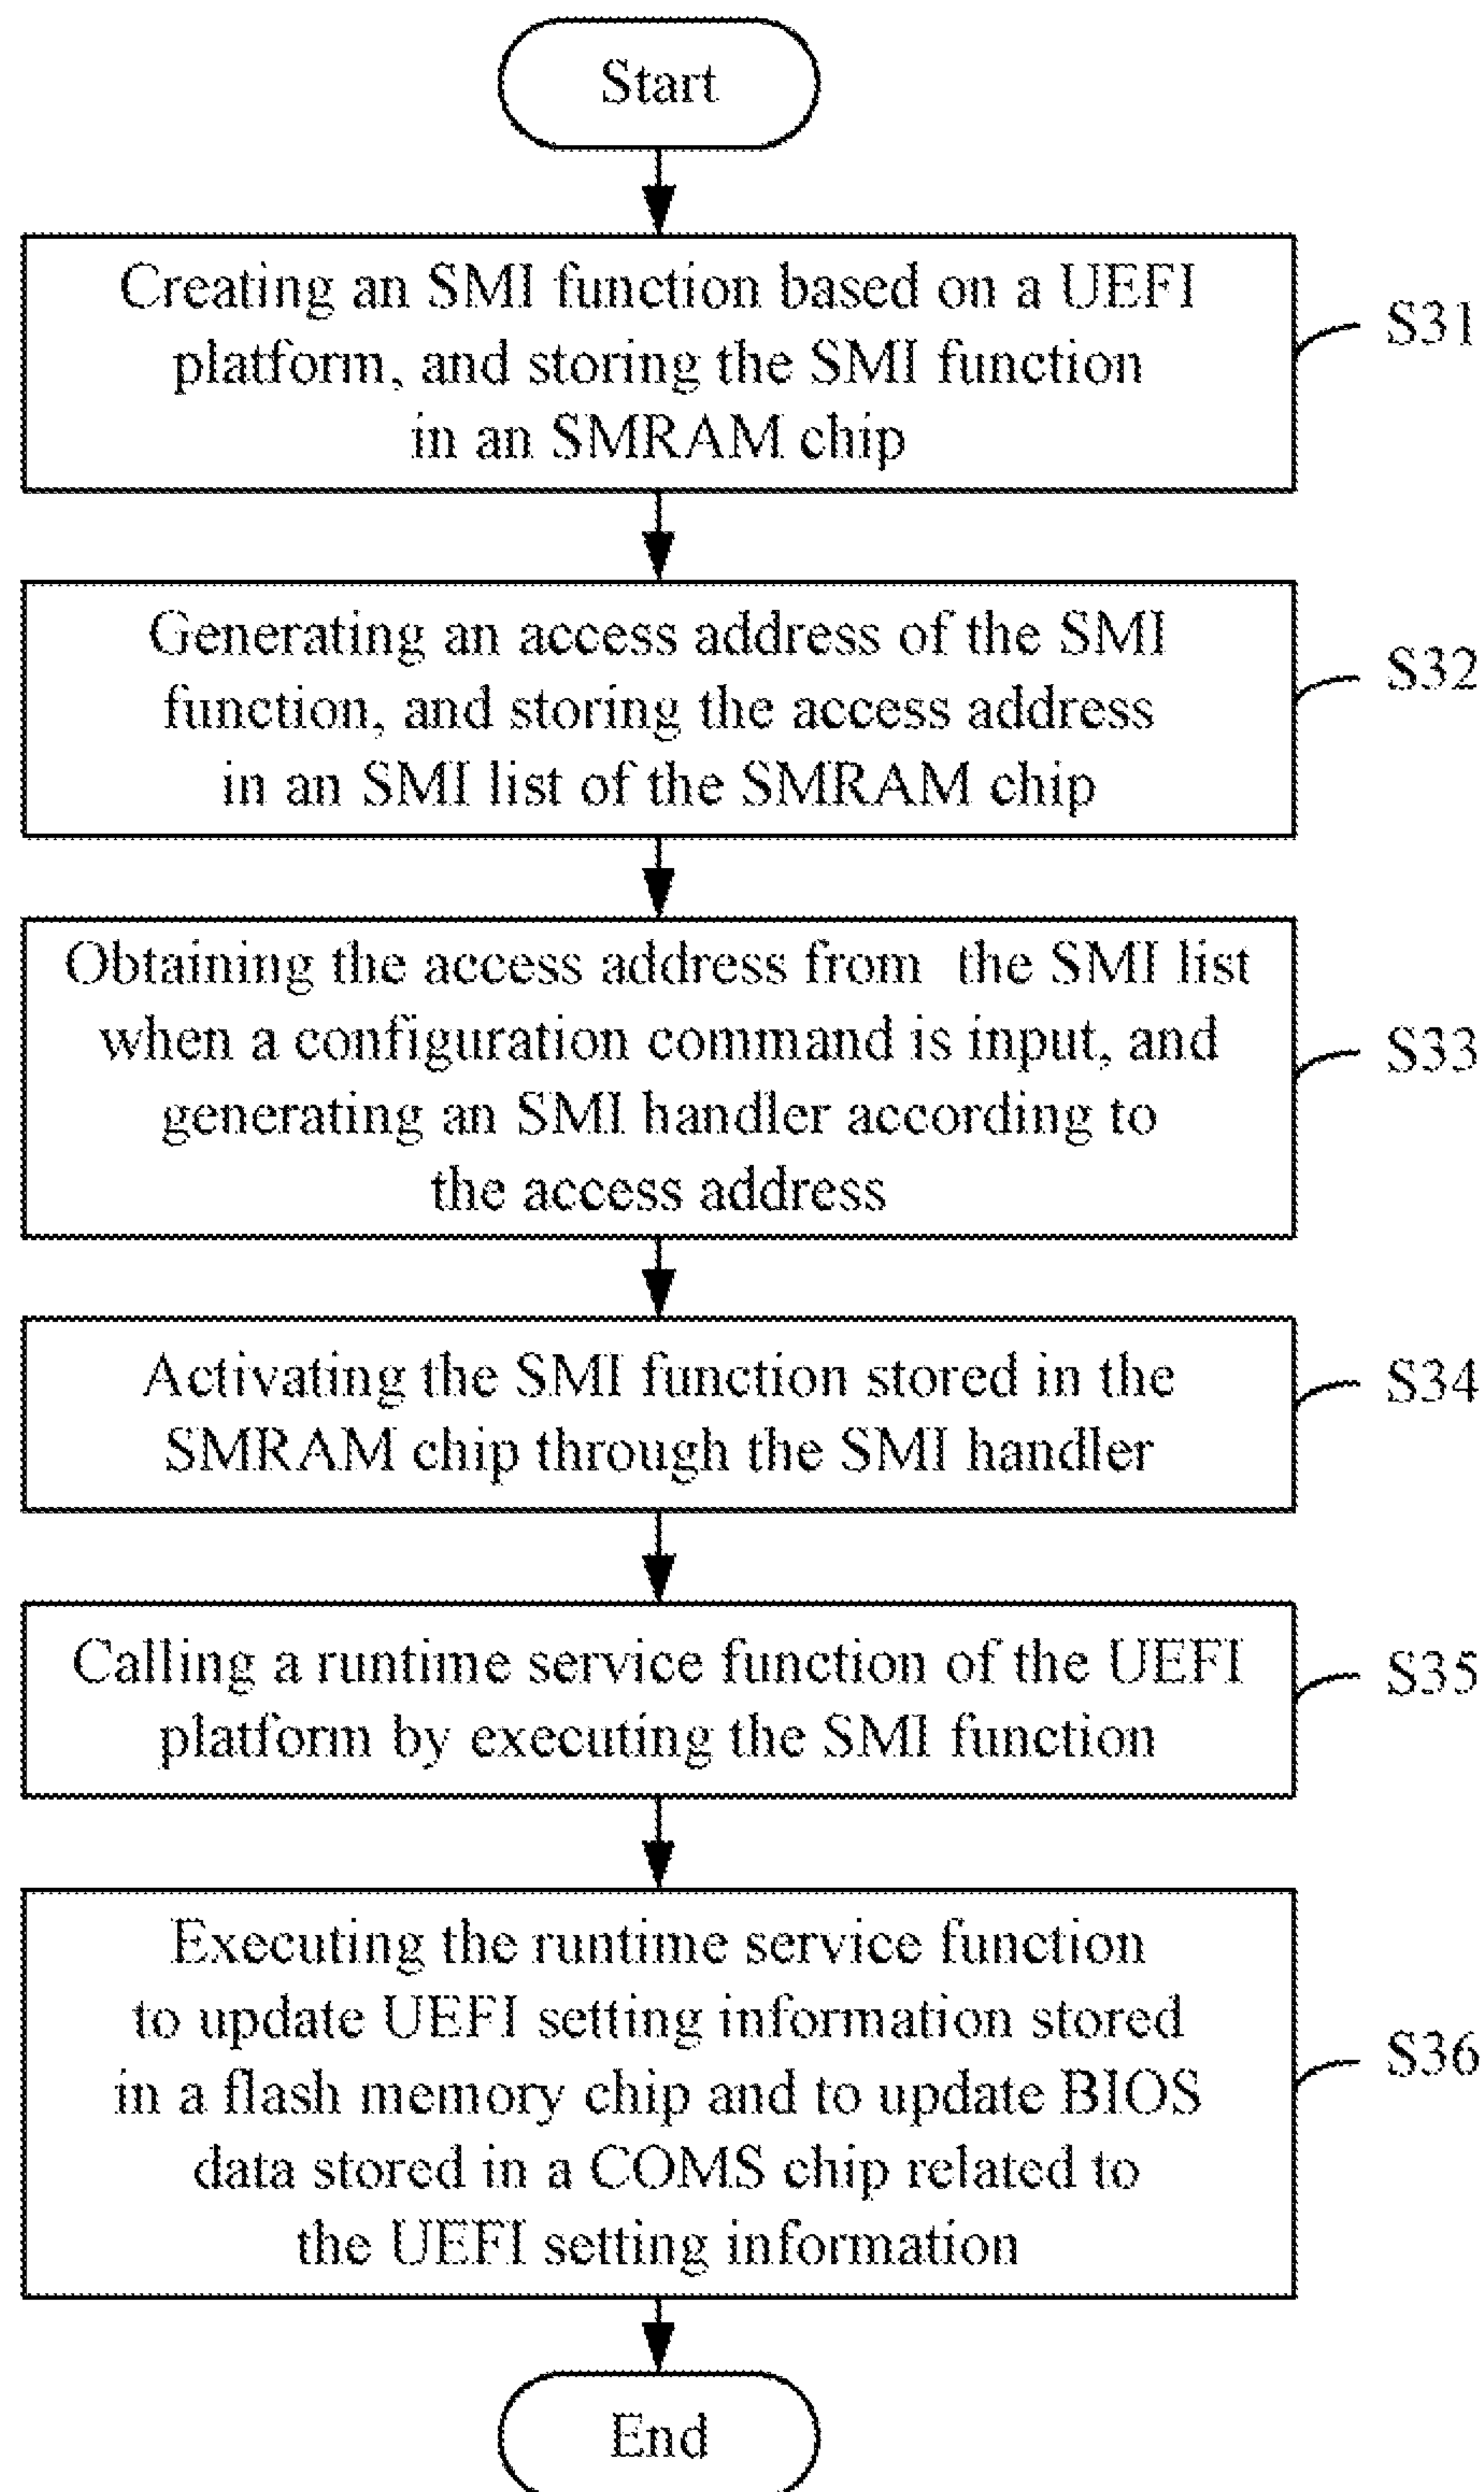 Start
Creating an SMI function based on a UEFI
platform, and storing the SMI function
in an SMRAM chip
S31
Generating an access address of the SMI
function, and storing the access address
in an SMI list of the SMRAM chip
S32
Obtaining the access address from the SMI list
when a configuration command is input, and
generating an SMI handler according to
the access address
S33
Activating the SMI function stored in the
SMRAM chip through the SMI handler
S34
Calling a runtime service function of the UEFI
platform by executing the SMI function
S35
Executing the runtime service function
to update UEFI setting information stored
in a flash memory chip and to update BIOS
data stored in a COMS chip related to
the UEFI setting information
S36
End